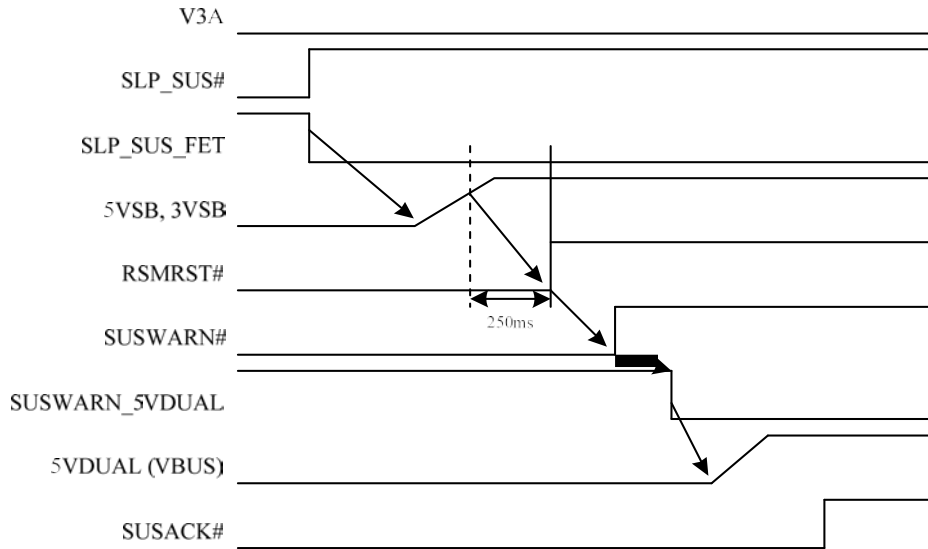 V3A
SLP_SUS#
SLP_SUS_FET
5VSB, 3VSB
RSMRST#
250ms
SUSWARN#
SUSWARN_5VDUAL
5VDUAL (VBUS)
SUSACK#